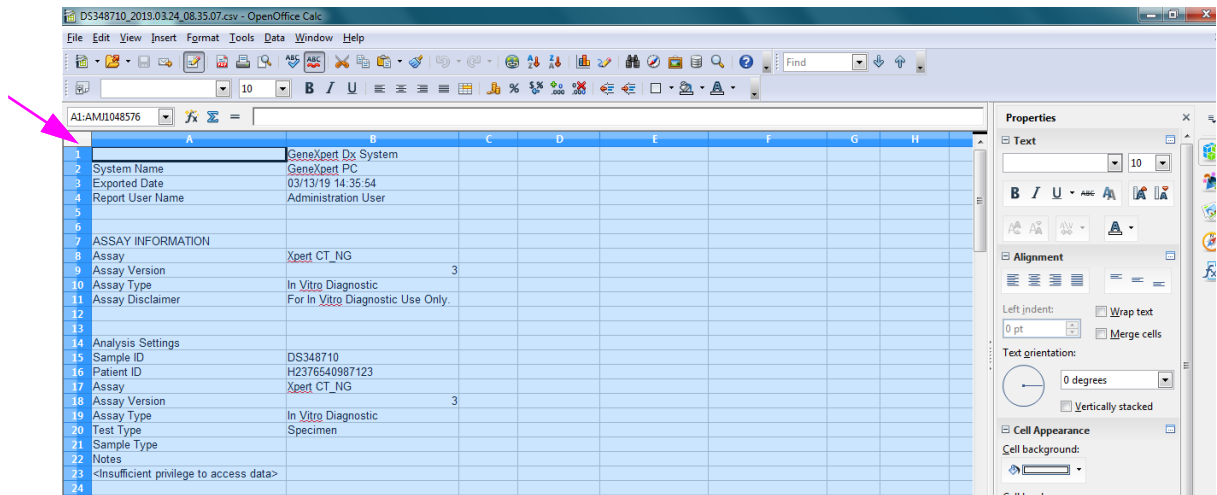 DS348710_2019.03.24_08.35.07.csv - OpenOffice Calc
File Edit View Insert Format Tools Data Window Help
Find
10 B I U
A1:AMJ1048576 =
A B C D E F G H
1 GeneXpert Dx System
2 System Name GeneXpert PC
3 Exported Date 03/13/19 14:35:54
4 Report User Name Administration User
5
6
7 ASSAY INFORMATION
8 Assay Xpert CT_NG
9 Assay Version 3
10 Assay Type In Vitro Diagnostic
11 Assay Disclaimer For In Vitro Diagnostic Use Only.
12
13
14 Analysis Settings
15 Sample ID DS348710
16 Patient ID H2376540987123
17 Assay Xpert CT_NG
18 Assay Version 3
19 Assay Type In Vitro Diagnostic
20 Test Type Specimen
21 Sample Type
22 Notes
23 <Insufficient privilege to access data>
24
Properties
Text
10
B I U ABC
Alignment
Left indent:
Wrap text
0 pt
Merge cells
Text orientation:
0 degrees
Vertically stacked
Cell Appearance
Cell background: